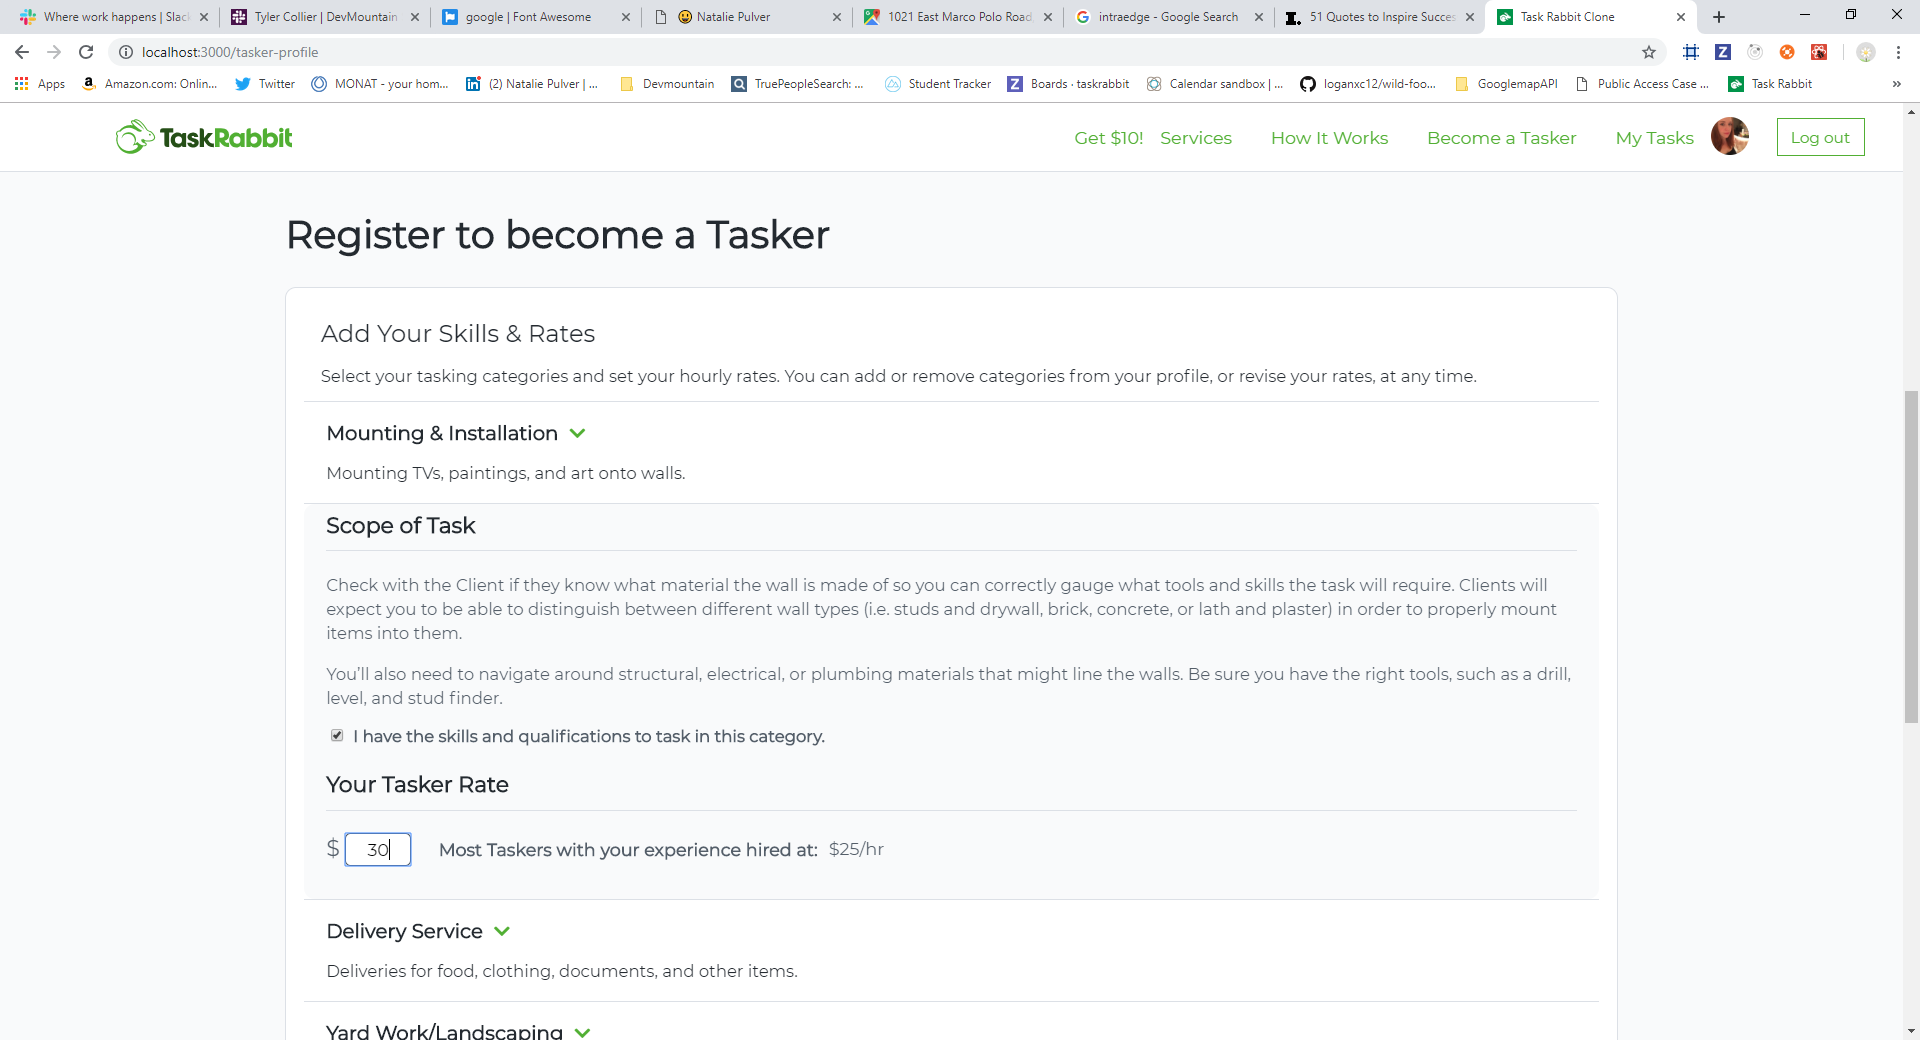 Where work happens | Slac
Tyler Collier | DevMountain
google | Font Awesome
Natalie Pulver
1021 East Marco Polo Road,
intraedge - Google Search
51 Quotes to Inspire Succes
Task Rabbit Clone
localhost:3000/tasker-profile
Apps
Amazon.com: Onlin...
Twitter
MONAT - your hom...
(2) Natalie Pulver | ...
Devmountain
TruePeopleSearch: ...
Student Tracker
Boards · taskrabbit
Calendar sandbox | ...
loganxc12/wild-foo...
GooglemapAPI
Public Access Case ...
Task Rabbit
»
TaskRabbit
Get $10!
Services
How It Works
Become a Tasker
My Tasks
Log out
Register to become a Tasker
Add Your Skills & Rates
Select your tasking categories and set your hourly rates. You can add or remove categories from your profile, or revise your rates, at any time.
Mounting & Installation
Mounting TVs, paintings, and art onto walls.
Scope of Task
Check with the Client if they know what material the wall is made of so you can correctly gauge what tools and skills the task will require. Clients will
expect you to be able to distinguish between different wall types (i.e. studs and drywall, brick, concrete, or lath and plaster) in order to properly mount
items into them.
You'll also need to navigate around structural, electrical, or plumbing materials that might line the walls. Be sure you have the right tools, such as a drill,
level, and stud finder.
I have the skills and qualifications to task in this category.
Your Tasker Rate
$ 30 Most Taskers with your experience hired at: $25/hr
Delivery Service
Deliveries for food, clothing, documents, and other items.
Yard Work/Landscaping